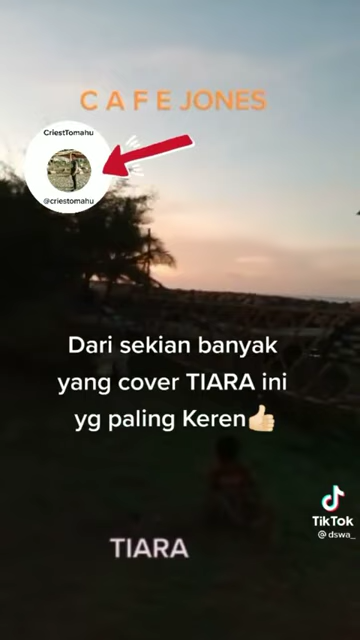 C A F E JONES
CriestTomahu
@criestomahu
Dari sekian banyak
yang cover TIARA ini
yg paling Keren👍🏻
TikTok
@dswa_
TIARA